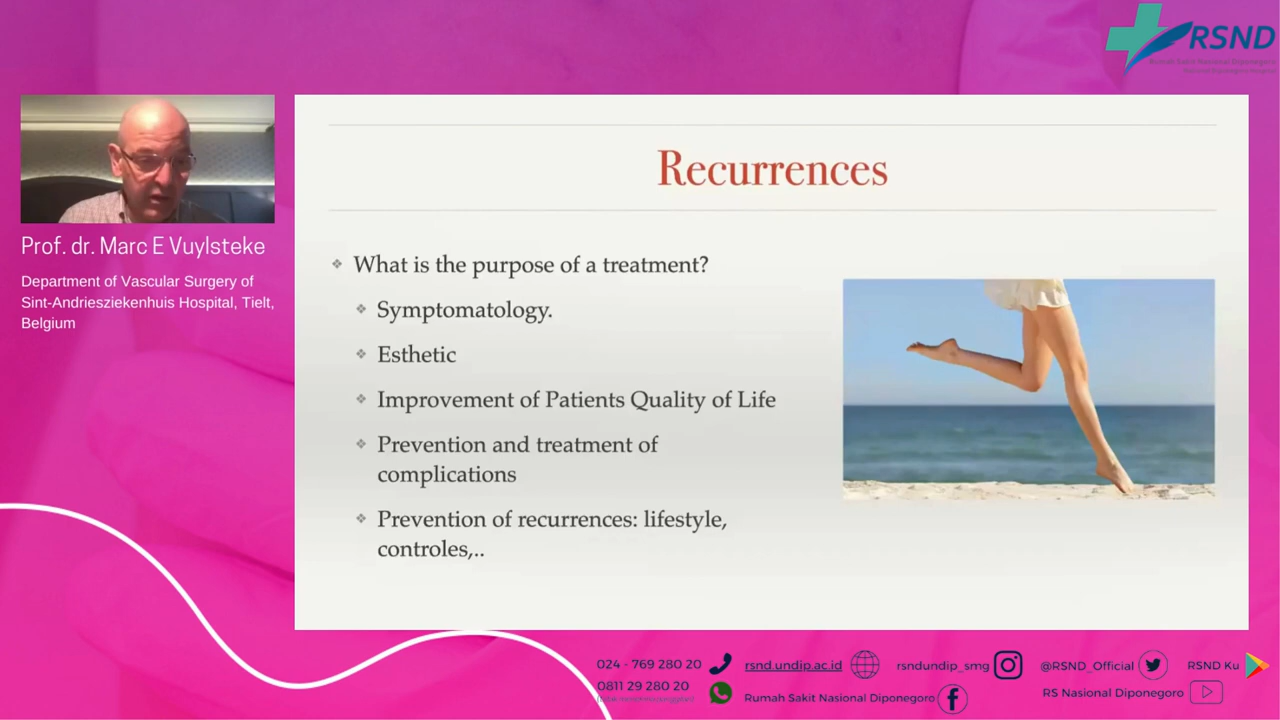 RSND
Rumah Sakit Nasional Diponegoro
Prof. dr. Marc E Vuylsteke
Department of Vascular Surgery of
Sint-Andriesziekenhuis Hospital, Tielt,
Belgium
Recurrences
What is the purpose of a treatment?
Symptomatology.
Esthetic
Improvement of Patients Quality of Life
Prevention and treatment of
complications
Prevention of recurrences: lifestyle,
controles,..
024 - 769 280 20
rsnd.undip.ac.id
rsndundip_smg
@RSND_Official
RSND Ku
0811 29 280 20
Rumah Sakit Nasional Diponegoro
RS Nasional Diponegoro